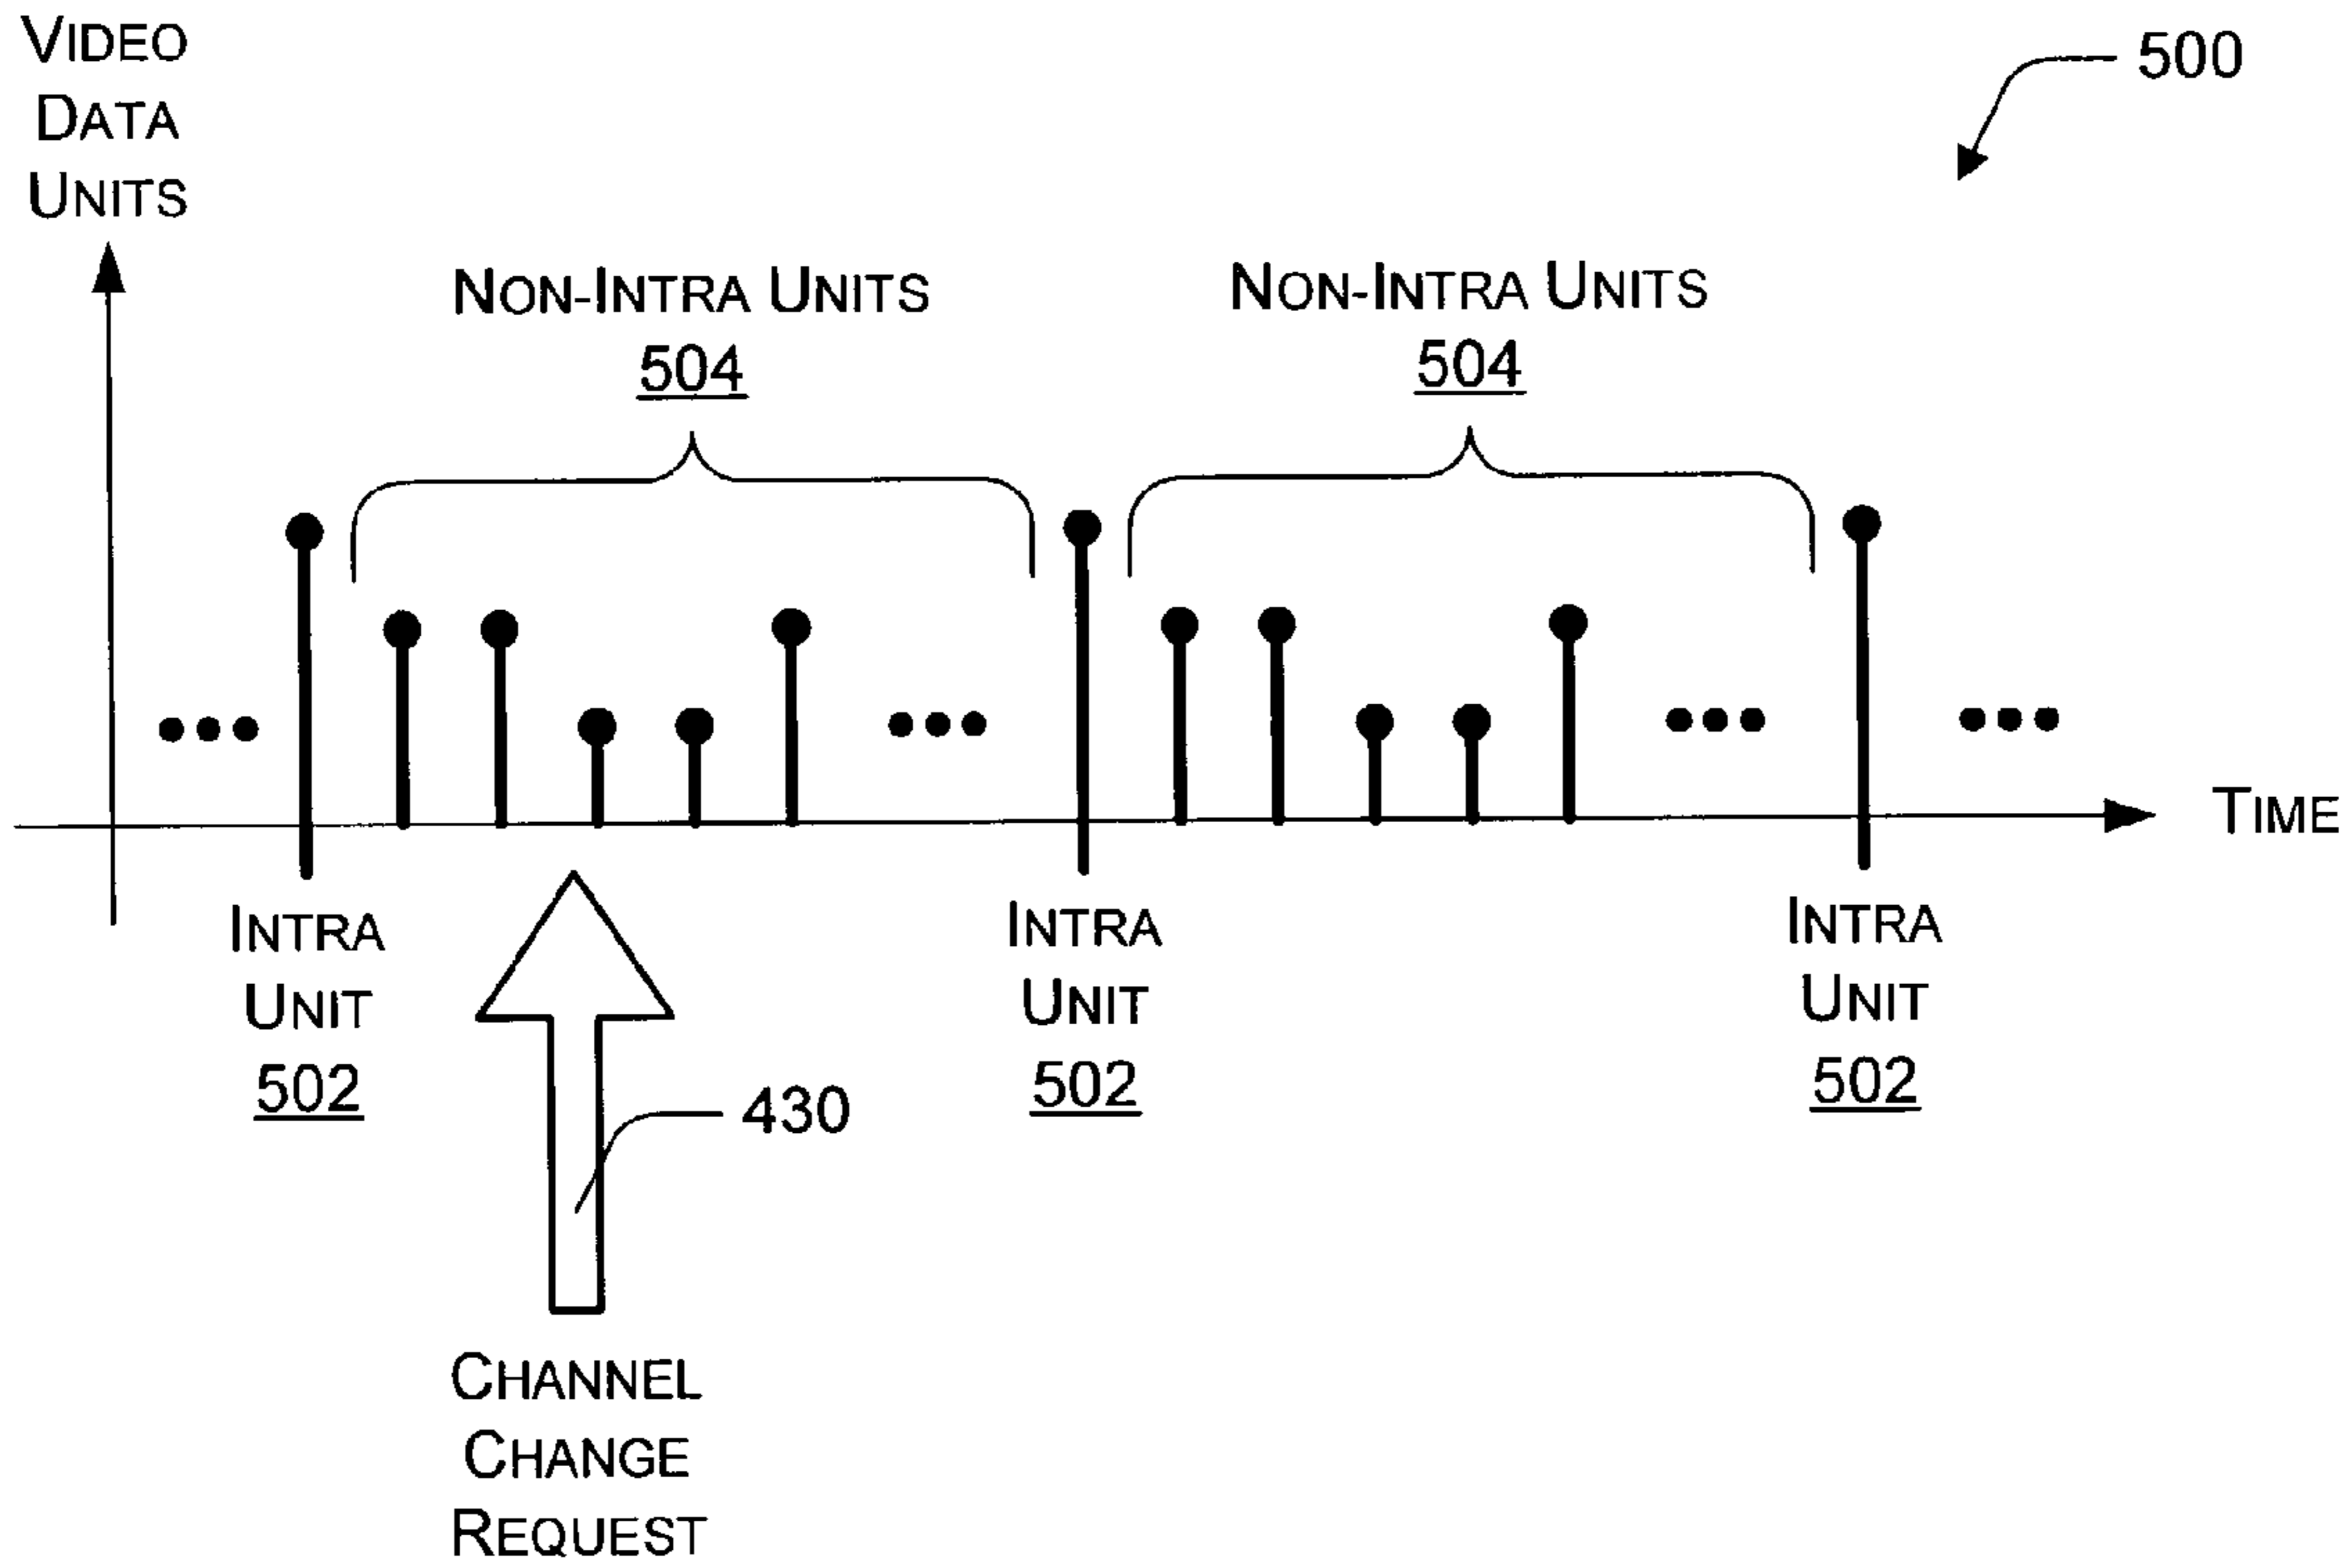 VIDEO
DATA
UNITS
500
NON-INTRA UNITS
504
NON-INTRA UNITS
504
TIME
INTRA
UNIT
502
INTRA
UNIT
502
INTRA
UNIT
502
430
CHANNEL
CHANGE
REQUEST